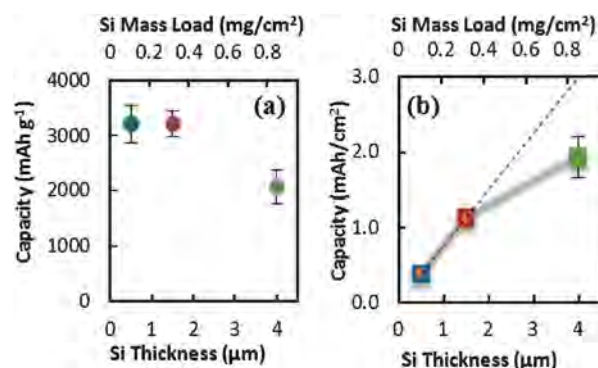 Si Mass Load (mg/cm²)
0 0.2 0.4 0.6 0.8
4000
3000
2000
1000
0
Capacity (mAh g⁻¹)
(a)
0 1 2 3 4
Si Thickness (µm)
Si Mass Load (mg/cm²)
0 0.2 0.4 0.6 0.8
3.0
2.0
1.0
0.0
Capacity (mAh/cm²)
(b)
0 1 2 3 4
Si Thickness (µm)